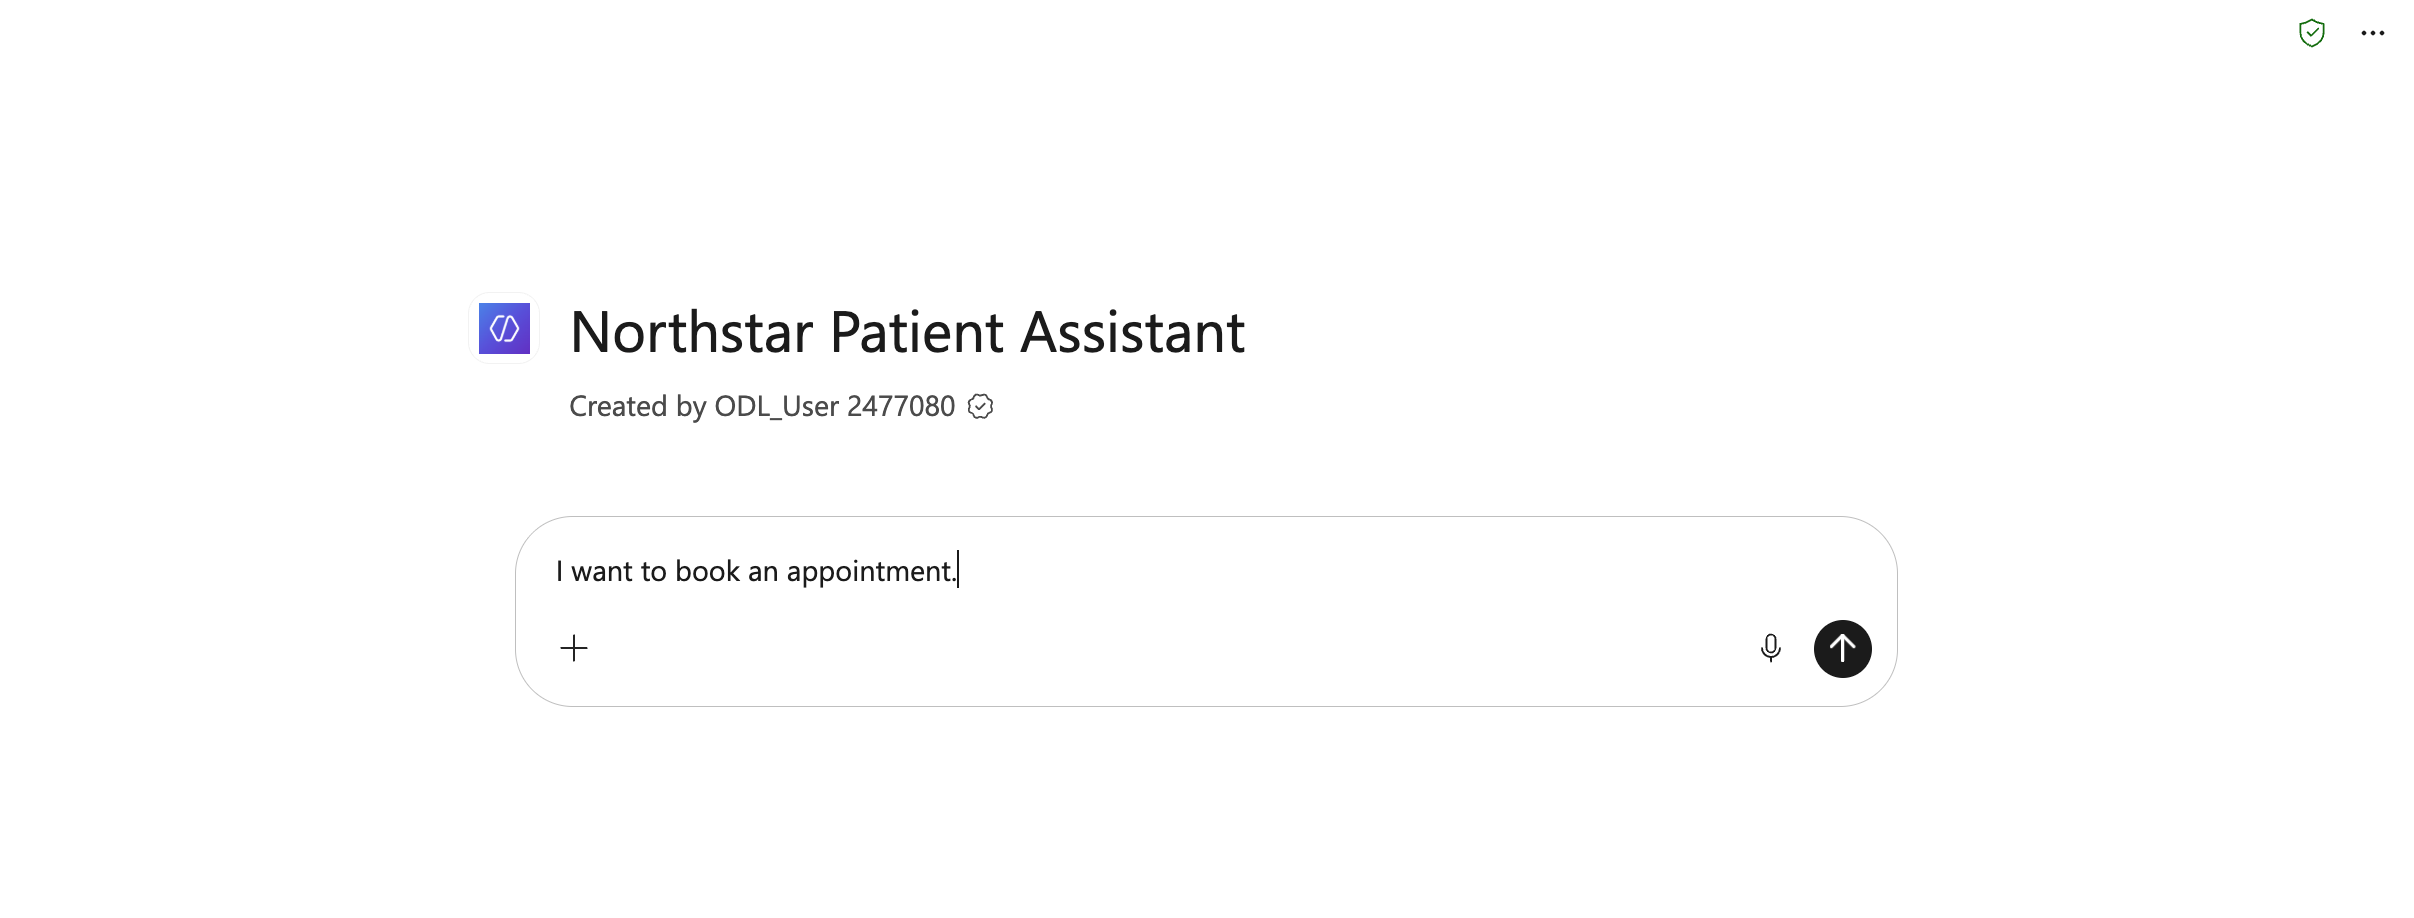 Northstar Patient Assistant
Created by ODL_User 2477080
I want to book an appointment.